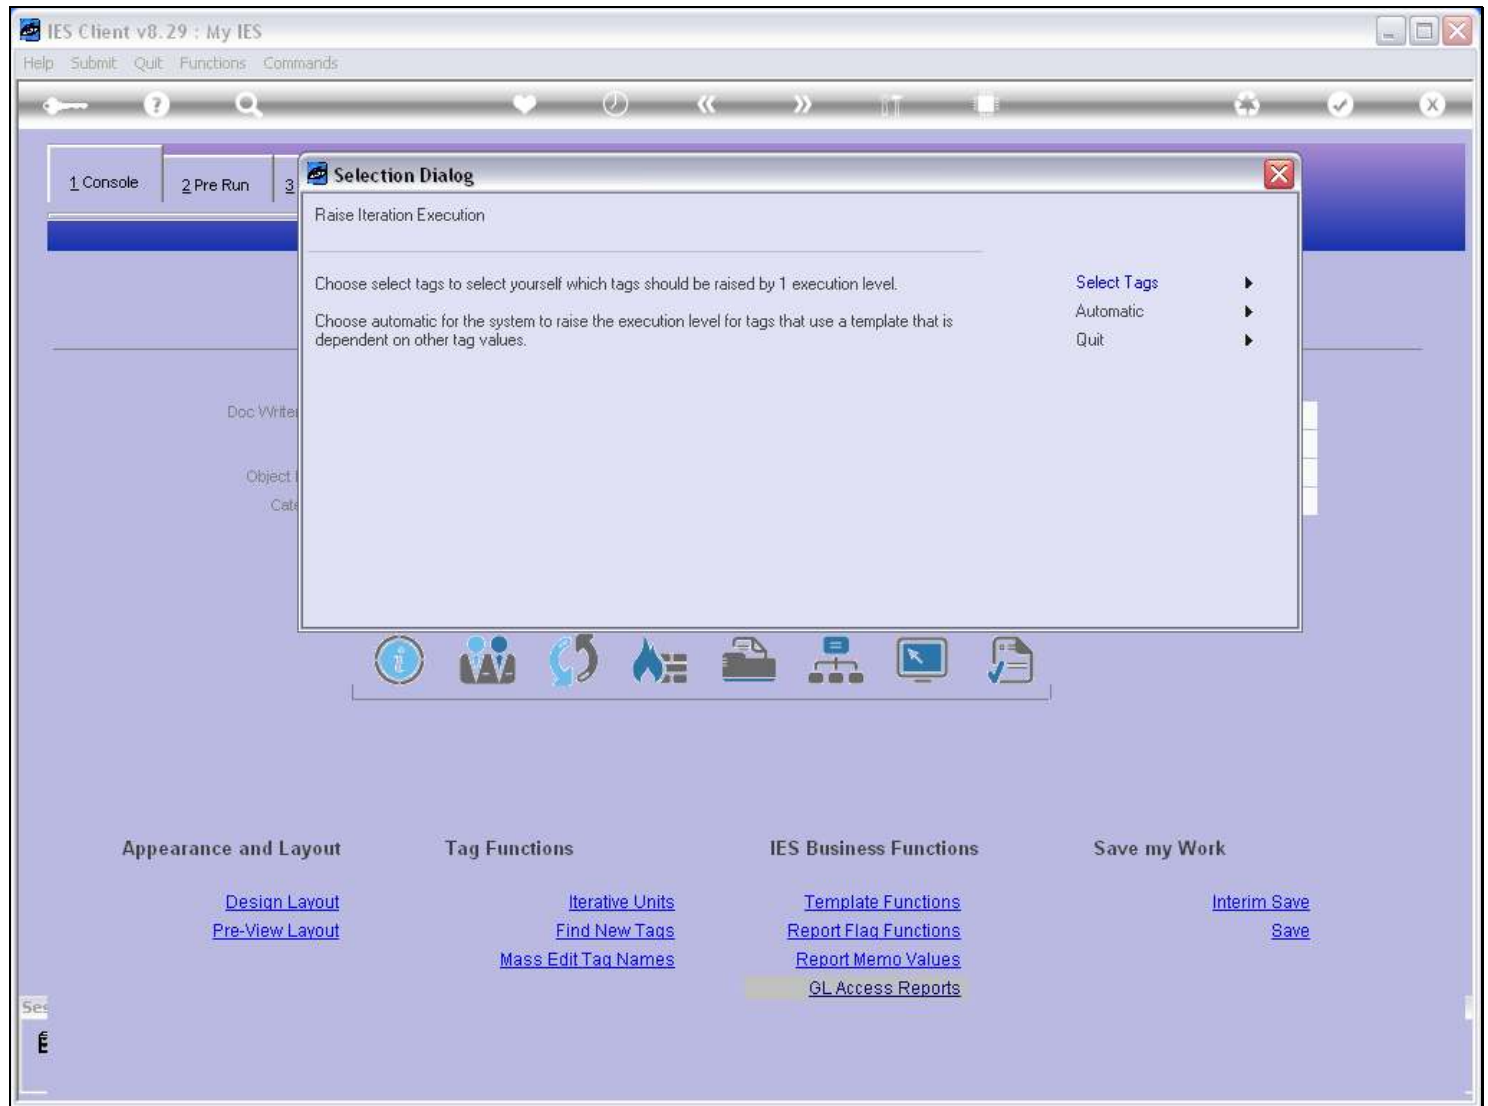 IES Client v8.29 : My IES
Help Submit Quit Functions Commands
1 Console 2 Pre Run 3
Selection Dialog
Raise Iteration Execution
Choose select tags to select yourself which tags should be raised by 1 execution level.
Choose automatic for the system to raise the execution level for tags that use a template that is
dependent on other tag values.
Select Tags
Automatic
Quit
Doc Write
Object
Cate
Appearance and Layout
Design Layout
Pre-View Layout
Tag Functions
Iterative Units
Find New Tags
Mass Edit Tag Names
IES Business Functions
Template Functions
Report Flag Functions
Report Memo Values
GL Access Reports
Save my Work
Interim Save
Save
Ses